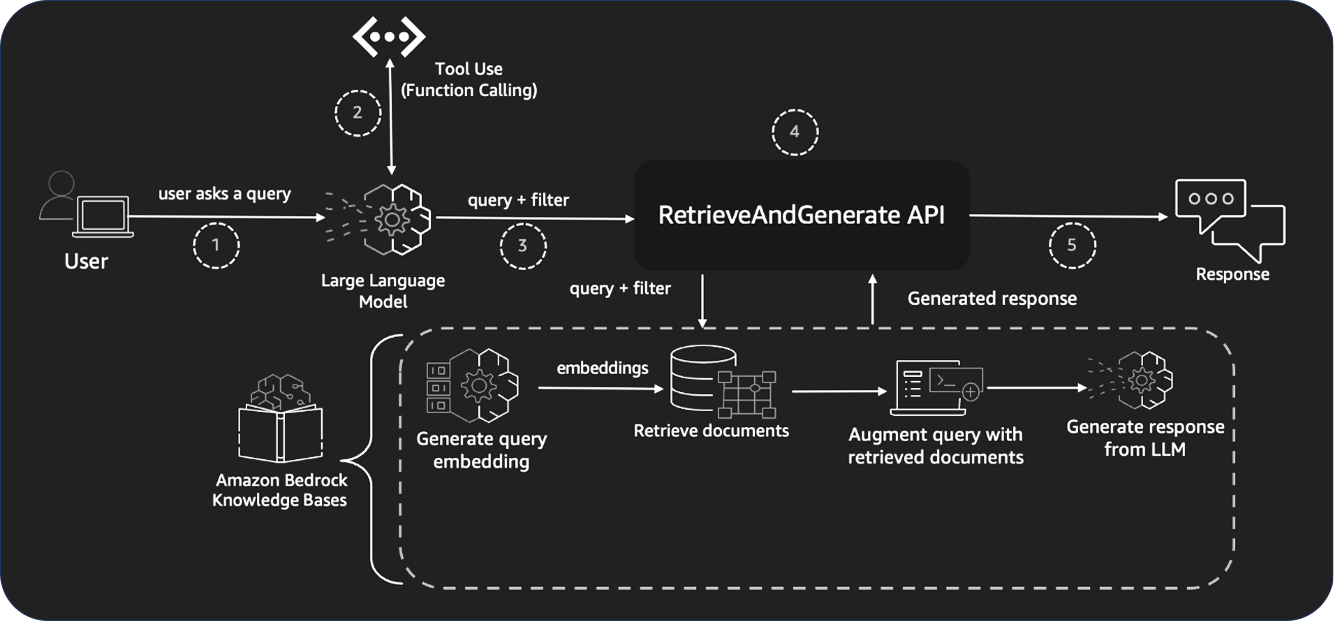 Tool Use
(Function Calling)
2
4
user asks a query
1
User
Large Language
Model
query + filter
3
RetrieveAndGenerate API
5
Response
query + filter
Generated response
Amazon Bedrock
Knowledge Bases
Generate query
embedding
embeddings
Retrieve documents
Augment query with
retrieved documents
Generate response
from LLM